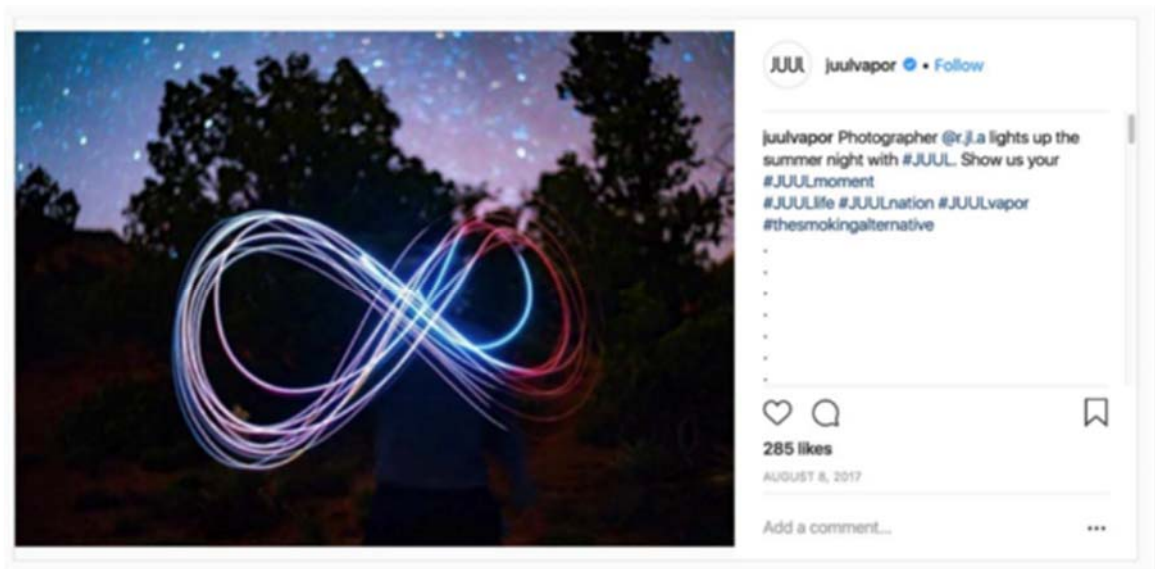 JUUL juulvapor • Follow
juulvapor Photographer @r.jl.a lights up the
summer night with #JUUL. Show us your
#JUULmoment
#JUULlife #JUULnation #JUULvapor
#thesmokingalternative
.
.
.
.
.
.
.
285 likes
AUGUST 8, 2017
Add a comment...